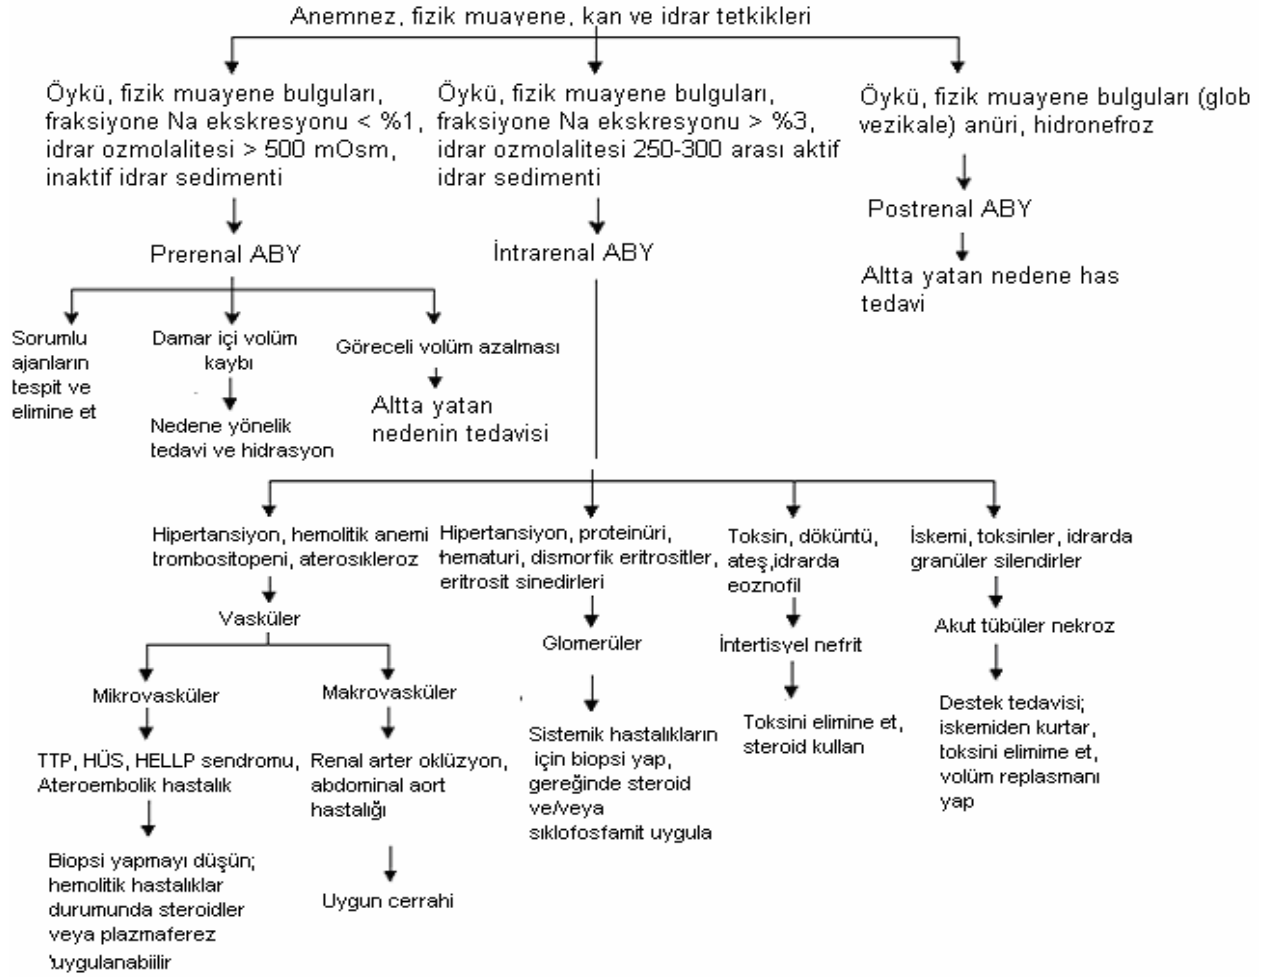 Anemnez, fizik muayene, kan ve idrar tetkikleri
Öykü, fizik muayene bulguları,
fraksiyone Na ekskresyonu < %1,
idrar ozmolalitesi > 500 mOsm,
inaktif idrar sedimenti
Prerenal ABY
Sorumlu
ajanların
tespit ve
elimine et
Damar içi volüm
kaybı
Nedene yönelik
tedavi ve hidrasyon
Göreceli volüm azalması
Altta yatan
nedenin tedavisi
Öykü, fizik muayene bulguları,
fraksiyone Na ekskresyonu > %3,
idrar ozmolalitesi 250-300 arası aktif
idrar sedimenti
İntrarenal ABY
Öykü, fizik muayene bulguları (glob
vezikale) anüri, hidronefroz
Postrenal ABY
Altta yatan nedene has
tedavi
Hipertansiyon, hemolitik anemi
trombositopeni, aterosıkleroz
Vasküler
Mikrovasküler
TTP, HÜS, HELLP sendromu,
Ateroembolik hastalık
Biopsi yapmayı düşün;
hemolitik hastalıklar
durumunda steroidler
veya plazmaferez
'uygulanabiilir
Makrovasküler
Renal arter oklüzyon,
abdominal aort
hastalığı
Uygun cerrahi
Hipertansiyon, proteinüri,
hematuri, dismorfik eritrositler,
eritrosit sinedirleri
Glomerüler
Sistemik hastalıkların
için biopsi yap,
gereğinde steroid
ve/veya
sıklofosfamit uygula
Toksin, döküntü,
ateş,idrarda
eoznofil
İntertisyel nefrit
Toksini elimine et,
steroid kullan
İskemi, toksinler, idrarda
granüler silendirler
Akut tübüler nekroz
Destek tedavisi;
iskemiden kurtar,
toksini elimime et,
volüm replasmanı
yap